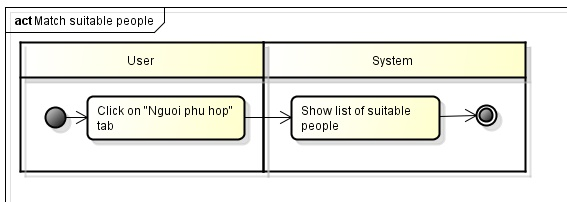 act Match suitable people
User
System
Click on "Nguoi phu hop"
tab
Show list of suitable
people